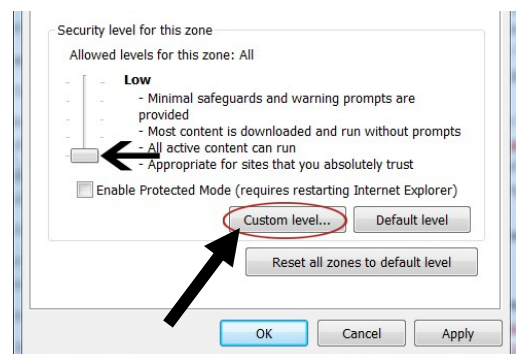 Security level for this zone
Allowed levels for this zone: All
Low
- Minimal safeguards and warning prompts are
provided
- Most content is downloaded and run without prompts
- All active content can run
- Appropriate for sites that you absolutely trust
Enable Protected Mode (requires restarting Internet Explorer)
Custom level... Default level
Reset all zones to default level
OK Cancel Apply